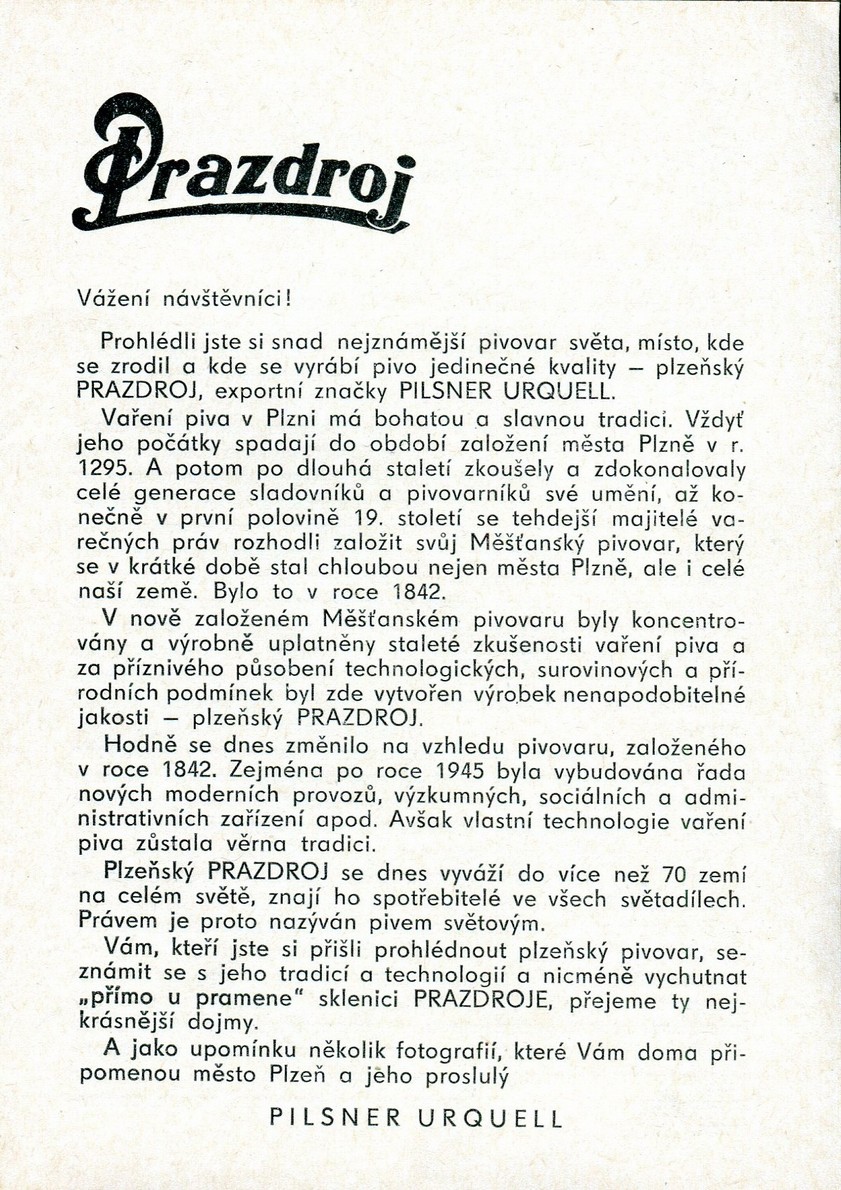 Prazdroj
Vážení návštěvníci!
Prohlédli jste si snad nejznámější pivovar světa, místo, kde
se zrodil a kde se vyrábí pivo jedinečné kvality — plzeňský
PRAZDROJ, exportní značky PILSNER URQUELL.
Vaření piva v Plzni má bohatou a slavnou tradici. Vždyť
jeho počátky spadají do období založení města Plzně v r.
1295. A potom po dlouhá staletí zkoušely a zdokonalovaly
celé generace sladovníků a pivovarníků své umění, až ko-
nečně v první polovině 19. století se tehdejší majitelé va-
rečných práv rozhodli založit svůj Měšťanský pivovar, který
se v krátké době stal chloubou nejen města Plzně, ale i celé
naší země. Bylo to v roce 1842.
V nově založeném Měšťanském pivovaru byly koncentro-
vány a výrobně uplatněny staleté zkušenosti vaření piva a
za příznivého působení technologických, surovinových a pří-
rodních podmínek byl zde vytvořen výrobek nenapodobitelné
jakosti — plzeňský PRAZDROJ.
Hodně se dnes změnilo na vzhledu pivovaru, založeného
v roce 1842. Zejména po roce 1945 byla vybudována řada
nových moderních provozů, výzkumných, sociálních a admi-
nistrativních zařízení apod. Avšak vlastní technologie vaření
piva zůstala věrna tradici.
Plzeňský PRAZDROJ se dnes vyváží do více než 70 zemí
na celém světě, znají ho spotřebitelé ve všech světadílech.
Právem je proto nazýván pivem světovým.
Vám, kteří jste si přišli prohlédnout plzeňský pivovar, se-
známit se s jeho tradicí a technologií a nicméně vychutnat
„přímo u pramene" sklenici PRAZDROJE, přejeme ty nej-
krásnější dojmy.
A jako upomínku několik fotografií, které Vám doma při-
pomenou město Plzeň a jeho proslulý
PILSNER URQUELL